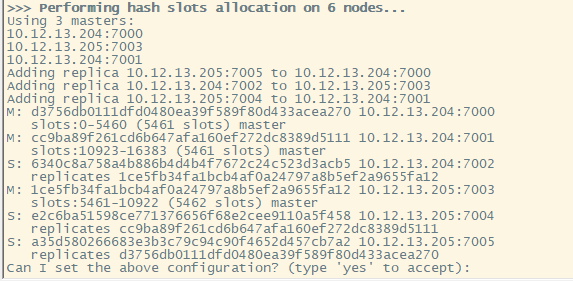 >>> Performing hash slots allocation on 6 nodes...
Using 3 masters:
10.12.13.204:7000
10.12.13.205:7003
10.12.13.204:7001
Adding replica 10.12.13.205:7005 to 10.12.13.204:7000
Adding replica 10.12.13.204:7002 to 10.12.13.205:7003
Adding replica 10.12.13.205:7004 to 10.12.13.204:7001
M: d3756db0111dfd0480ea39f589f80d433acea270 10.12.13.204:7000
slots:0-5460 (5461 slots) master
M: cc9ba89f261cd6b647afa160ef272dc8389d5111 10.12.13.204:7001
slots:10923-16383 (5461 slots) master
S: 6340c8a758a4b886b4d4b4f7672c24c523d3acb5 10.12.13.204:7002
replicates 1ce5fb34fa1bcb4af0a24797a8b5ef2a9655fa12
M: 1ce5fb34fa1bcb4af0a24797a8b5ef2a9655fa12 10.12.13.205:7003
slots:5461-10922 (5462 slots) master
S: e2c6ba51598ce771376656f68e2cee9110a5f458 10.12.13.205:7004
replicates cc9ba89f261cd6b647afa160ef272dc8389d5111
S: a35d580266683e3b3c79c94c90f4652d457cb7a2 10.12.13.205:7005
replicates d3756db0111dfd0480ea39f589f80d433acea270
Can I set the above configuration? (type 'yes' to accept):